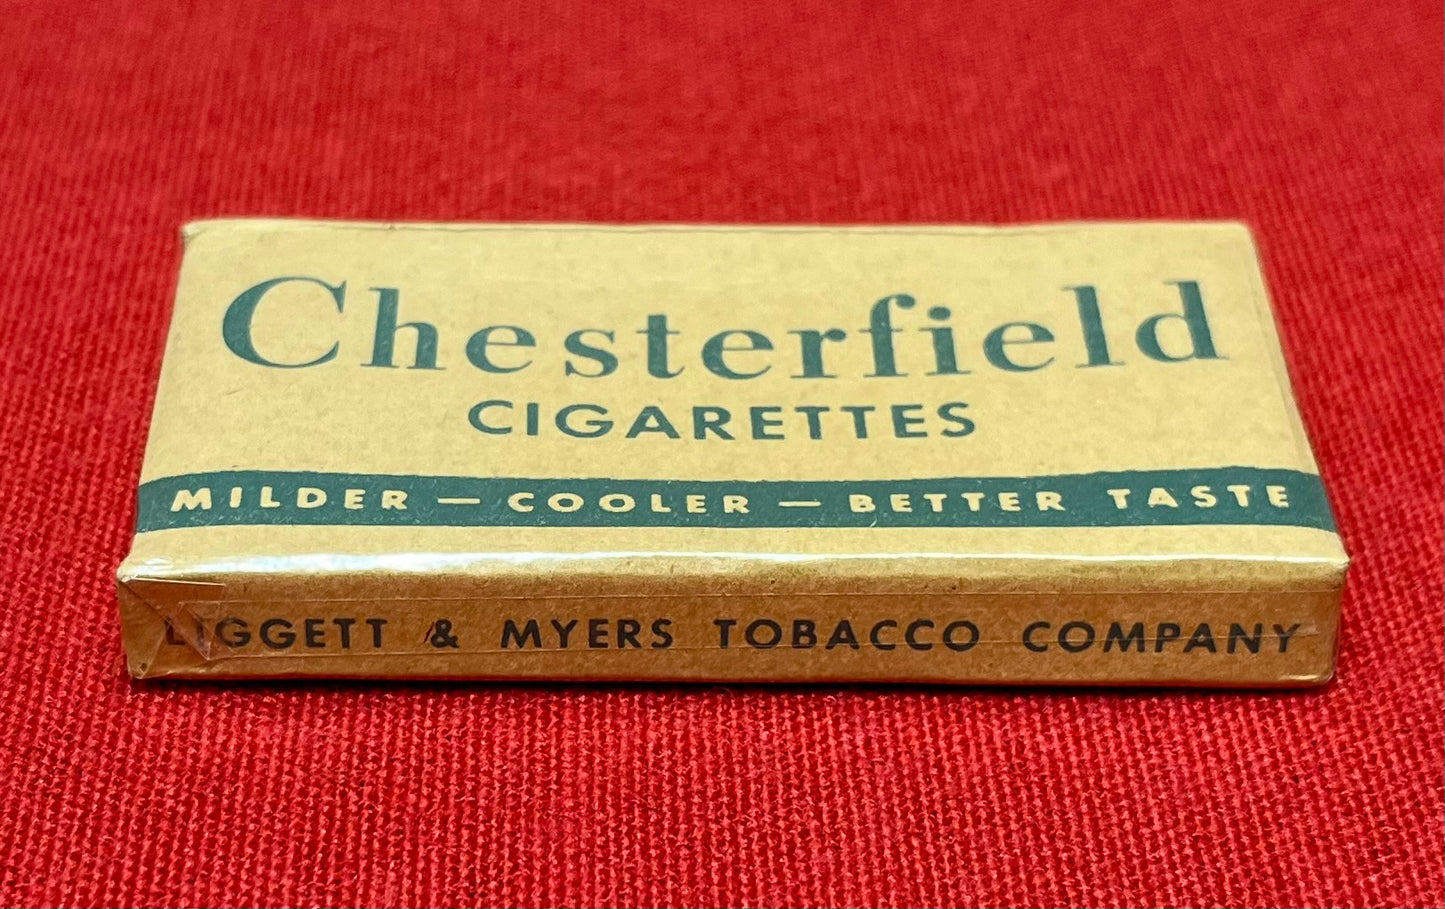 Chesterfield
CIGARETTES
MILDER — COOLER — BETTER TASTE
LIGGETT & MYERS TOBACCO COMPANY